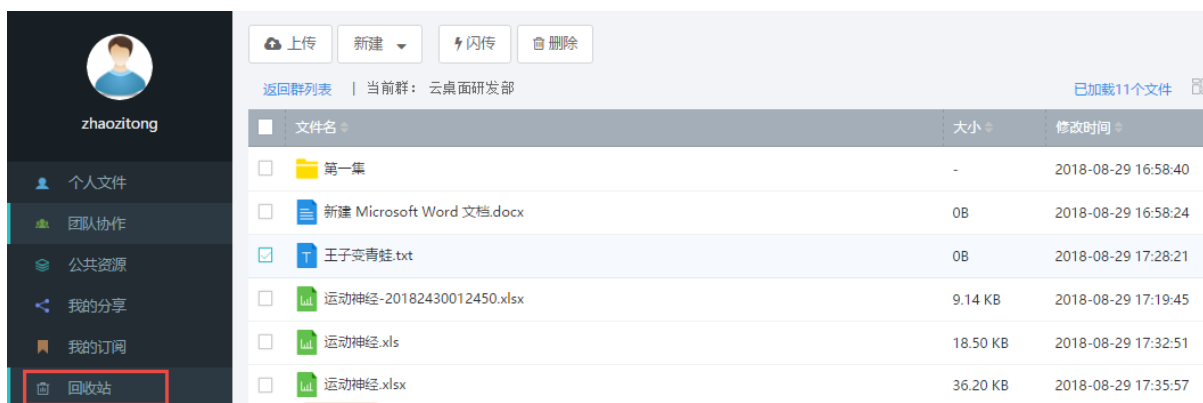 上传
新建
闪传
删除
返回群列表 | 当前群： 云桌面研发部
已加载11个文件
zhaozitong
个人文件
团队协作
公共资源
我的分享
我的订阅
回收站
文件名 大小 修改时间
第一集 - 2018-08-29 16:58:40
新建 Microsoft Word 文档.docx 0B 2018-08-29 16:58:24
王子变青蛙.txt 0B 2018-08-29 17:28:21
运动神经-20182430012450.xlsx 9.14 KB 2018-08-29 17:19:45
运动神经.xls 18.50 KB 2018-08-29 17:32:51
运动神经.xlsx 36.20 KB 2018-08-29 17:35:57